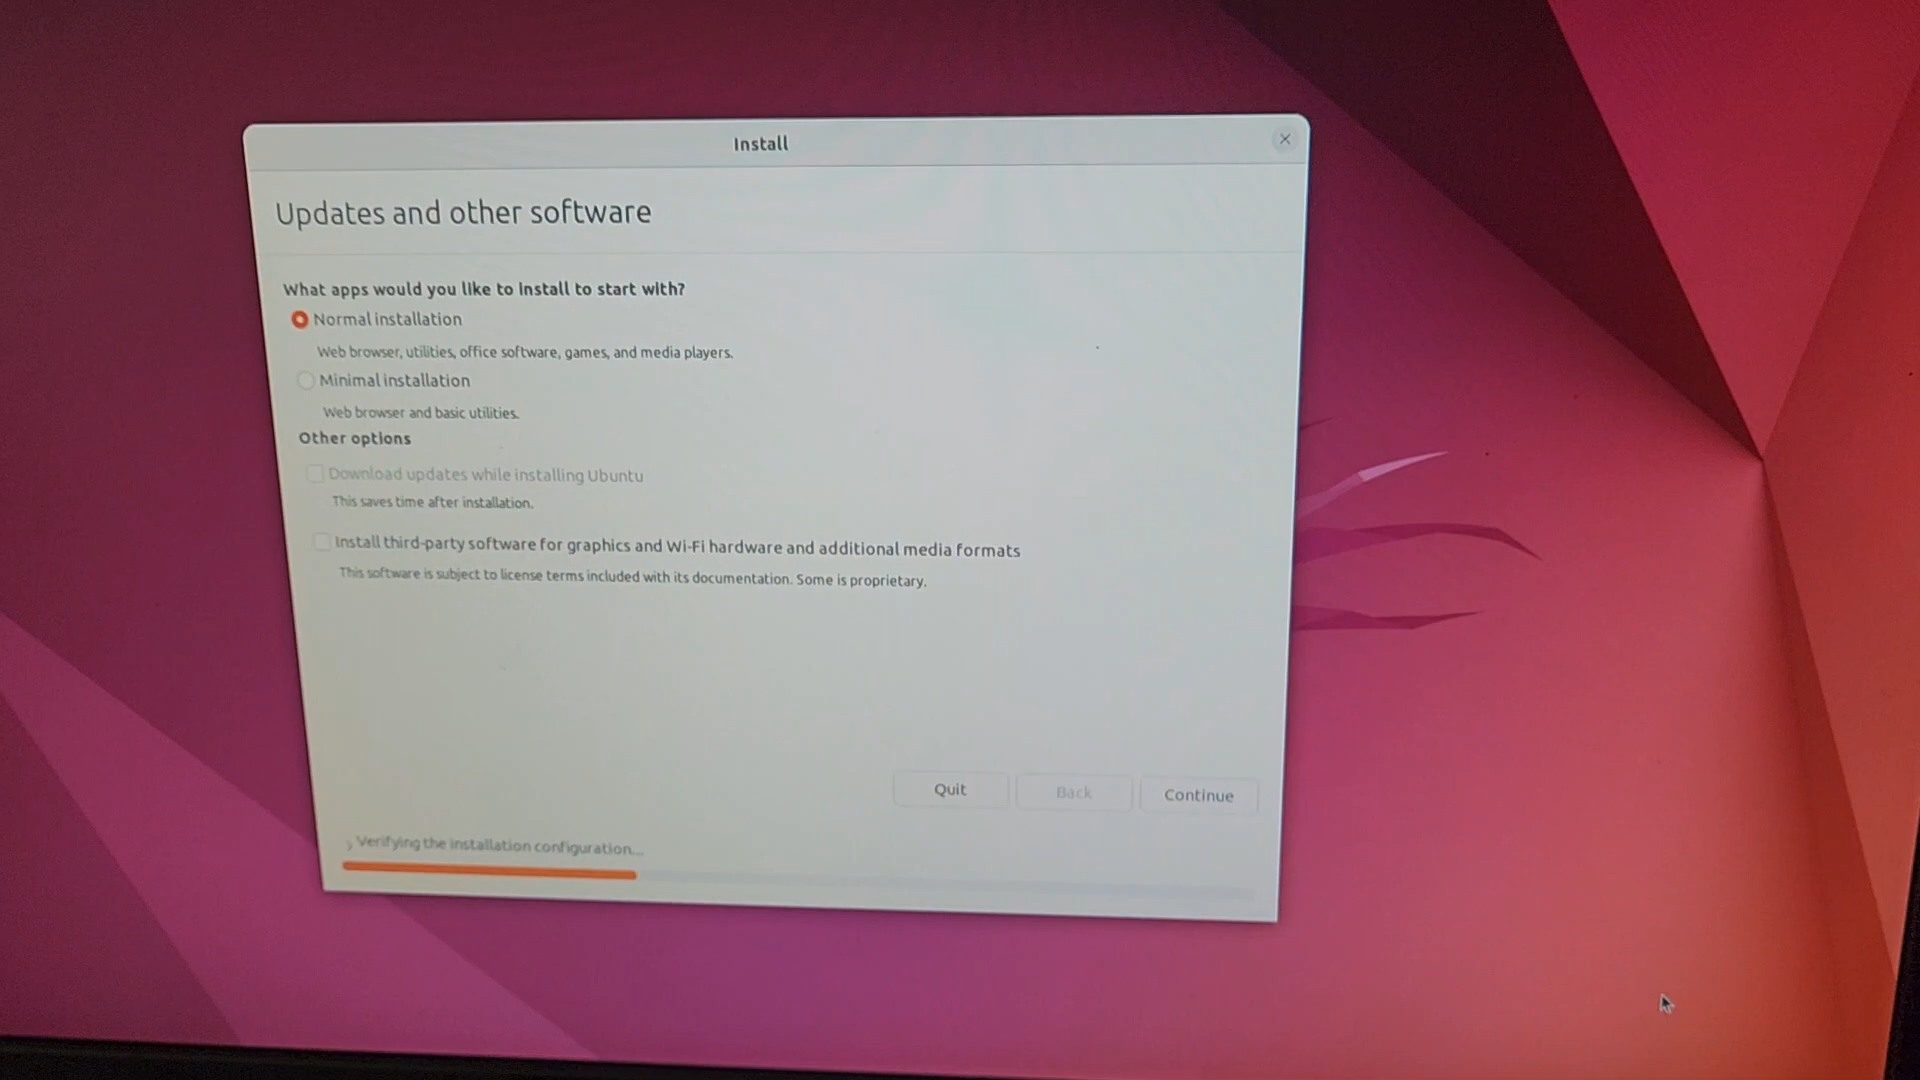 Install
Updates and other software
What apps would you like to install to start with?
Normal installation
Web browser, utilities, office software, games, and media players.
Minimal installation
Web browser and basic utilities.
Other options
Download updates while installing Ubuntu
This saves time after installation.
Install third-party software for graphics and Wi-Fi hardware and additional media formats
This software is subject to license terms included with its documentation. Some is proprietary.
Quit
Back
Continue
Verifying the installation configuration...